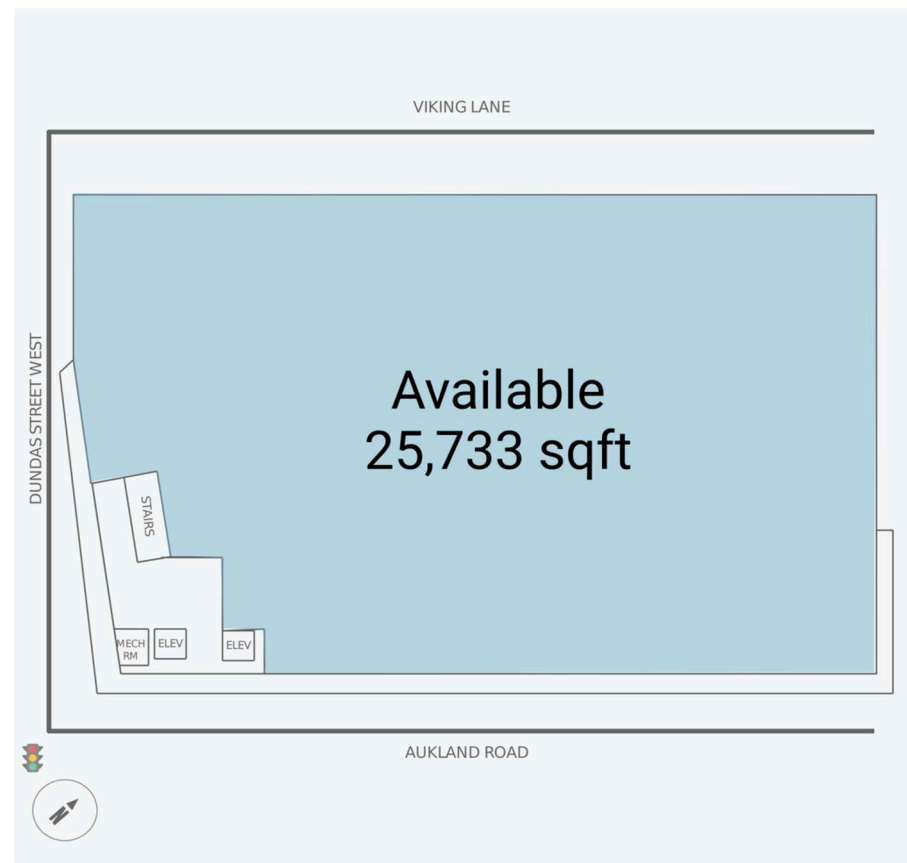 VIKING LANE
DUNDAS STREET WEST
Available
25,733 sqft
STAIRS
MECH
RM
ELEV
ELEV
AUKLAND ROAD
N